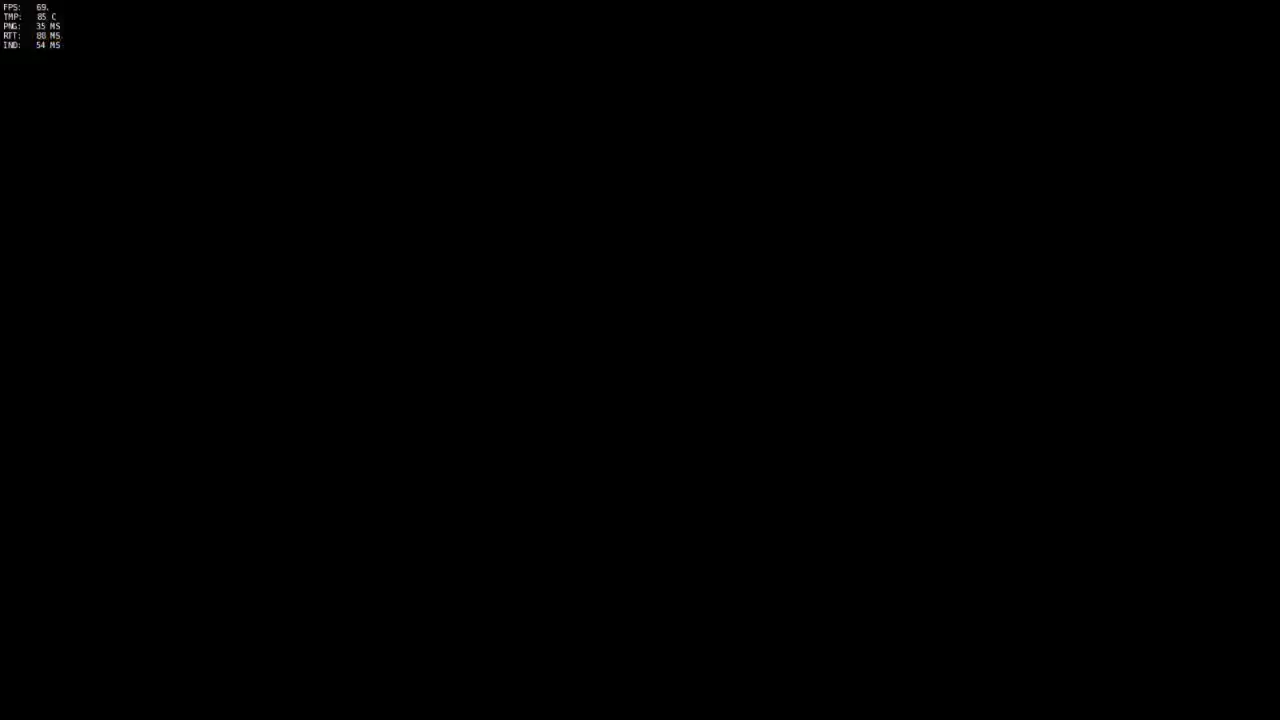 FPS: 69.
TMP: 85 C
PNG: 35 MS
RTT: 88 MS
IND: 54 MS